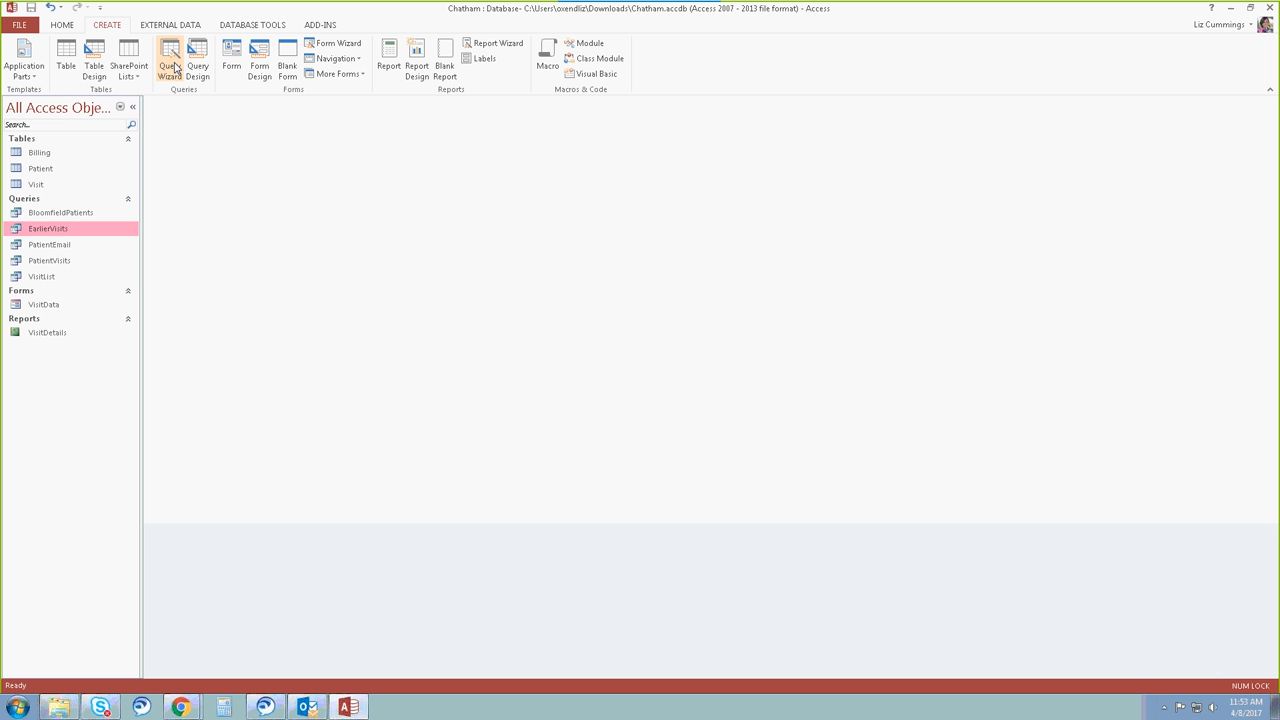 Chatham : Database- C:\Users\oxendliz\Downloads\Chatham.accdb (Access 2007 - 2013 file format) - Access
FILE HOME CREATE EXTERNAL DATA DATABASE TOOLS ADD-INS Liz Cummings
Application Parts
Table
Table Design
SharePoint Lists
Query Wizard
Query Design
Form
Form Design
Blank Form
Form Wizard
Navigation
More Forms
Report
Report Design
Blank Report
Report Wizard
Labels
Macro
Module
Class Module
Visual Basic
Templates Tables Queries Forms Reports Macros & Code
All Access Obje...
Search...
Tables
Billing
Patient
Visit
Queries
BloomfieldPatients
EarlierVisits
PatientEmail
PatientVisits
VisitList
Forms
VisitData
Reports
VisitDetails
Ready NUM LOCK
11:53 AM
4/8/2017